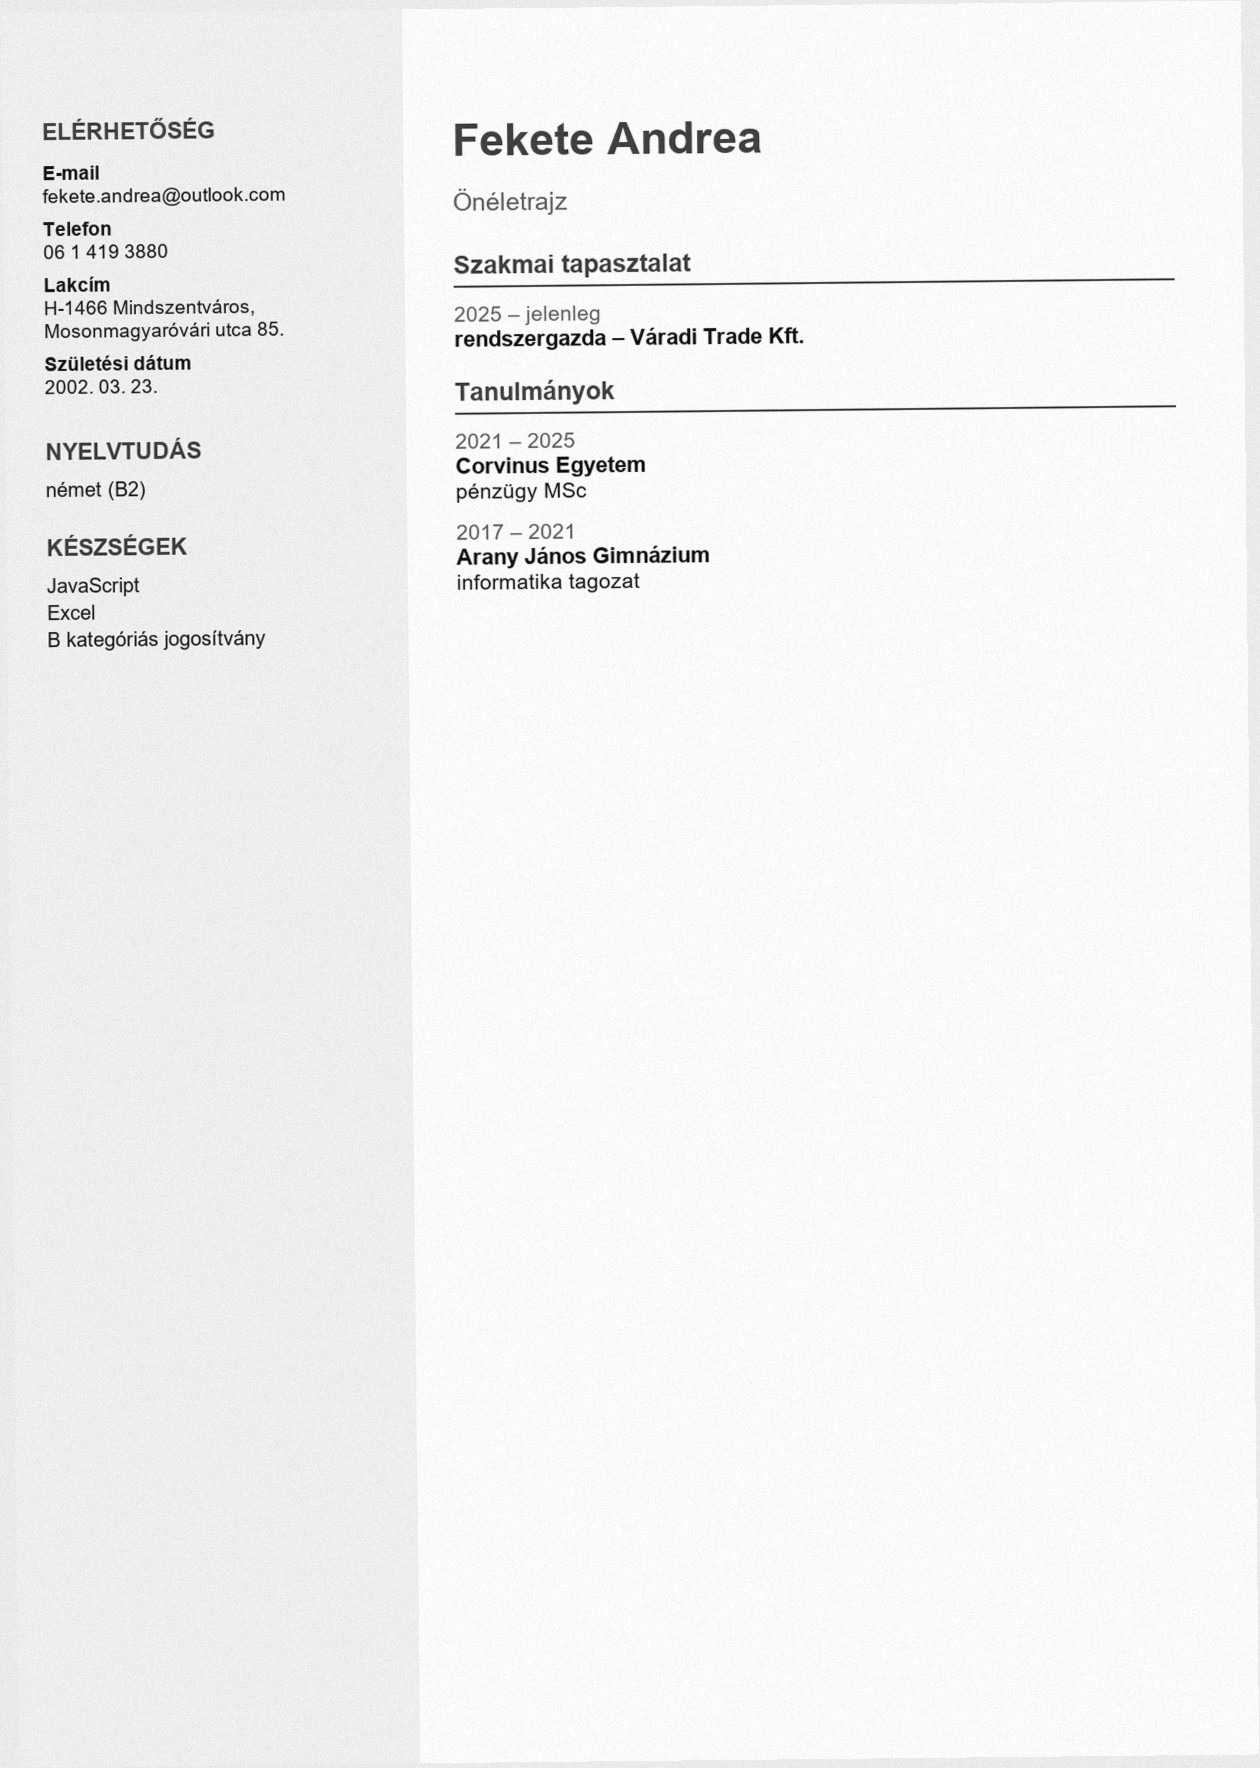 ELÉRHETŐSÉG
E-mail
fekete.andrea@outlook.com
Telefon
06 1 419 3880
Lakcím
H-1466 Mindszentváros,
Mosonmagyaróvári utca 85.
Születési dátum
2002. 03. 23.
NYELVTUDÁS
német (B2)
KÉSZSÉGEK
JavaScript
Excel
B kategóriás jogosítvány
Fekete Andrea
Önéletrajz
Szakmai tapasztalat
2025 – jelenleg
rendszergazda – Váradi Trade Kft.
Tanulmányok
2021 – 2025
Corvinus Egyetem
pénzügy MSc
2017 – 2021
Arany János Gimnázium
informatika tagozat